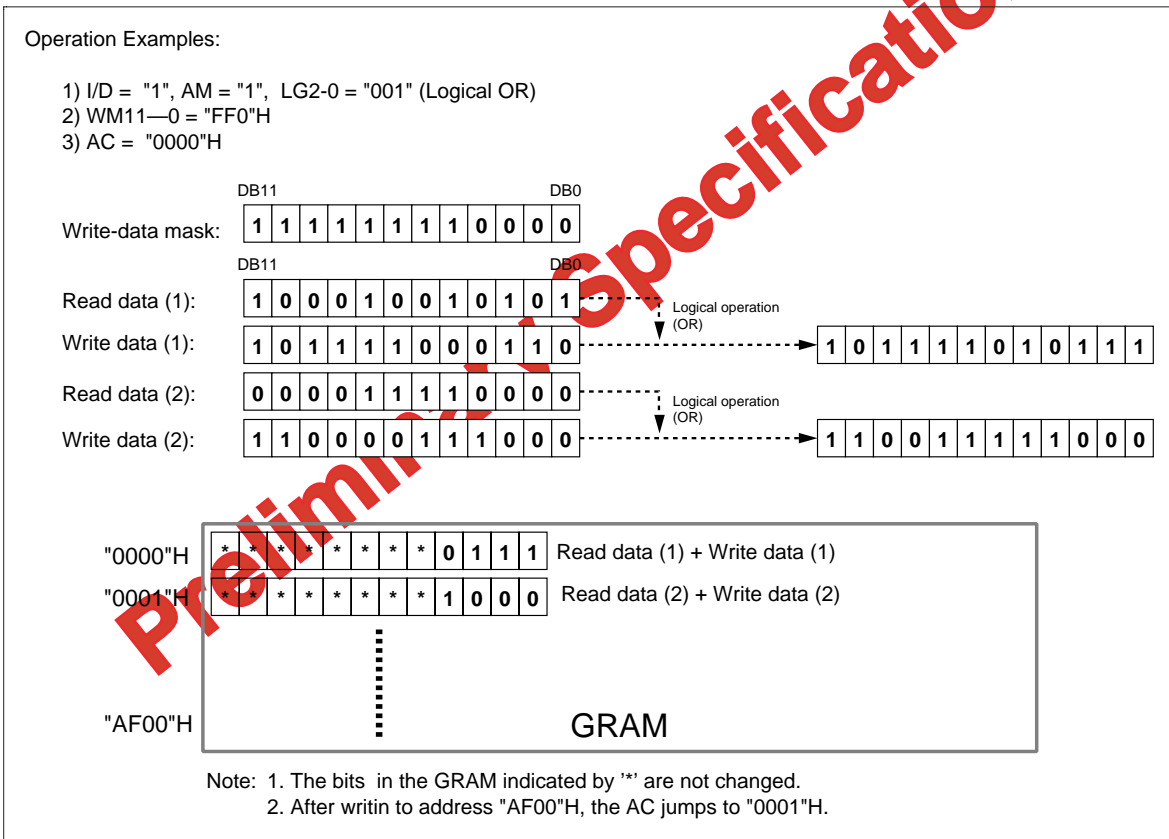 Operation Examples:
1) I/D = "1", AM = "1", LG2-0 = "001" (Logical OR)
2) WM11—0 = "FF0"H
3) AC = "0000"H
DB11 DB0
Write-data mask: 1 1 1 1 1 1 1 1 0 0 0 0
DB11 DB0
Read data (1): 1 0 0 0 1 0 0 1 0 1 0 1
Logical operation
(OR)
Write data (1): 1 0 1 1 1 1 0 0 0 1 1 0 1 0 1 1 1 1 0 1 0 1 1 1
Read data (2): 0 0 0 0 1 1 1 1 0 0 0 0
Logical operation
(OR)
Write data (2): 1 1 0 0 0 0 1 1 1 0 0 0 1 1 0 0 1 1 1 1 1 0 0 0
"0000"H * * * * * * * * 0 1 1 1 Read data (1) + Write data (1)
"0001"H * * * * * * * * 1 0 0 0 Read data (2) + Write data (2)
"AF00"H GRAM
Note: 1. The bits in the GRAM indicated by '*' are not changed.
2. After writin to address "AF00"H, the AC jumps to "0001"H.
Preliminary Specification